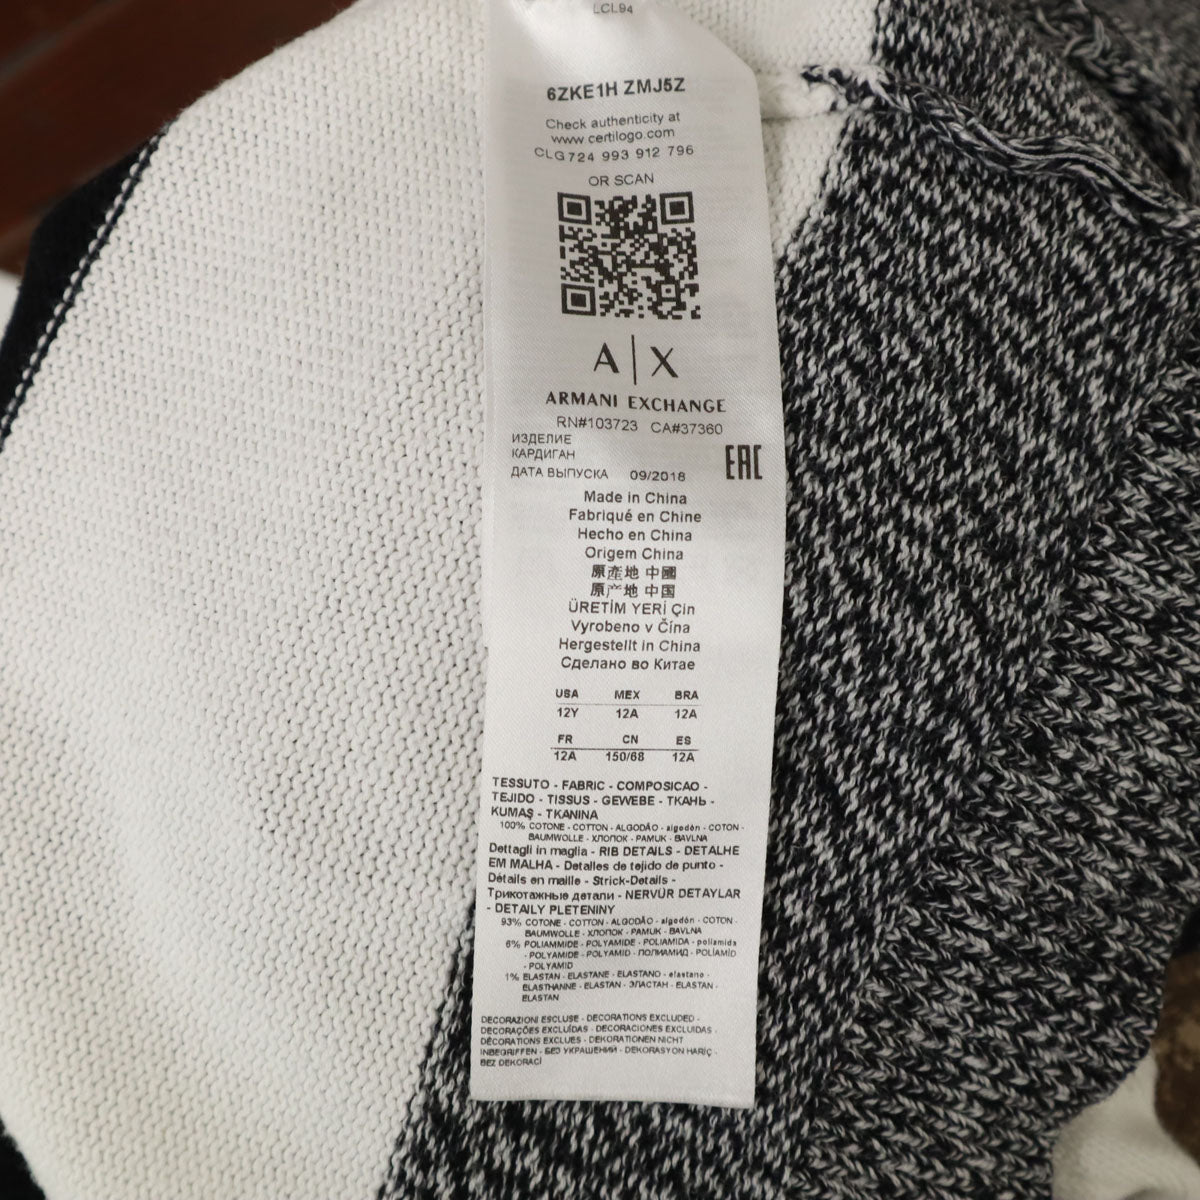 LCL94
6ZKE1H ZMJ5Z
Check authenticity at
www.certilogo.com
CLG724 993 912 796
OR SCAN
A|X
ARMANI EXCHANGE
RN#103723 CA#37360
ИЗДЕЛИЕ
КАРДИГАН
EAC
ДАТА ВЫПУСКА 09/2018
Made in China
Fabriqué en Chine
Hecho en China
Origem China
原產地 中國
原产地 中国
ÜRETİM YERİ Çin
Vyrobeno v Čína
Hergestellt in China
Сделано во Китае
USA MEX BRA
12Y 12A 12A
FR CN ES
12A 150/68 12A
TESSUTO - FABRIC - COMPOSICAO -
TEJIDO - TISSUS - GEWEBE - ТКАНЬ -
KUMAŞ - TKANINA
100% COTONE - COTTON - ALGODÃO - algodón - COTON -
BAUMWOLLE - ХЛОПОК - PAMUK - BAVLNA
Dettagli in maglia - RIB DETAILS - DETALHE
EM MALHA - Detalles de tejido de punto -
Détails en maille - Strick-Details -
Трикотажные детали - NERVÜR DETAYLAR
- DETAILY PLETENINY
93% COTONE - COTTON - ALGODÃO - algodón - COTON -
BAUMWOLLE - ХЛОПОК - PAMUK - BAVLNA
6% POLIAMMIDE - POLYAMIDE - POLIAMIDA - poliamida
- POLYAMIDE - POLYAMID - ПОЛИАМИД - POLİAMİD
- POLYAMID
1% ELASTAN - ELASTANE - ELASTANO - elastano -
ELASTHANNE - ELASTAN - ЭЛАСТАН - ELASTAN -
ELASTAN
DECORAZIONI ESCLUSE - DECORATIONS EXCLUDED -
DECORAÇÕES EXCLUÍDAS - DECORACIONES EXCLUIDAS -
DÉCORATIONS EXCLUES - DEKORATIONEN NICHT
INBEGRIFFEN - БЕЗ УКРАШЕНИЙ - DEKORASYON HARİÇ -
BEZ DEKORACÍ